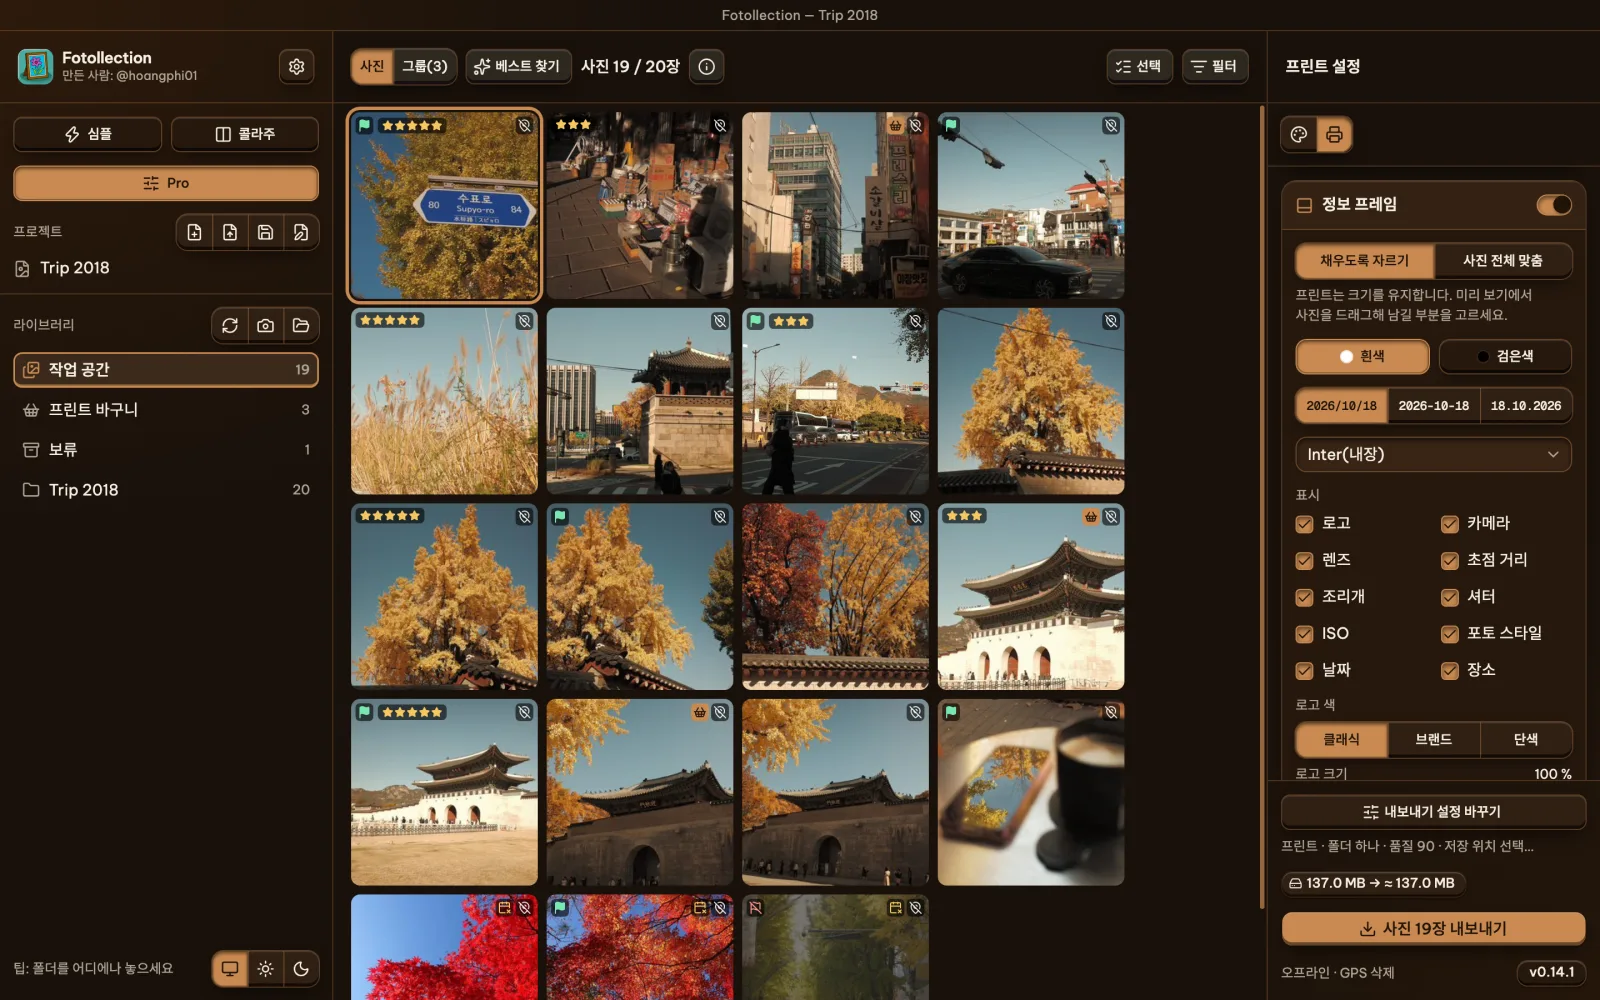 Fotollection — Trip 2018
Fotollection
만든 사람: @hoangphi01
심플
콜라주
Pro
프로젝트
Trip 2018
라이브러리
작업 공간 19
프린트 바구니 3
보류 1
Trip 2018 20
팁: 폴더를 어디에나 놓으세요
사진
그룹(3)
베스트 찾기
사진 19 / 20장
선택
필터
수표로
80 Supyo-ro 84
프린트 설정
정보 프레임
채우도록 자르기
사진 전체 맞춤
프린트는 크기를 유지합니다. 미리 보기에서
사진을 드래그해 남길 부분을 고르세요.
흰색
검은색
2026/10/18
2026-10-18
18.10.2026
Inter(내장)
표시
로고
카메라
렌즈
초점 거리
조리개
셔터
ISO
포토 스타일
날짜
장소
로고 색
클래식
브랜드
단색
로고 크기 100 %
내보내기 설정 바꾸기
프린트 · 폴더 하나 · 품질 90 · 저장 위치 선택...
137.0 MB → ≈ 137.0 MB
사진 19장 내보내기
오프라인 · GPS 삭제
v0.14.1